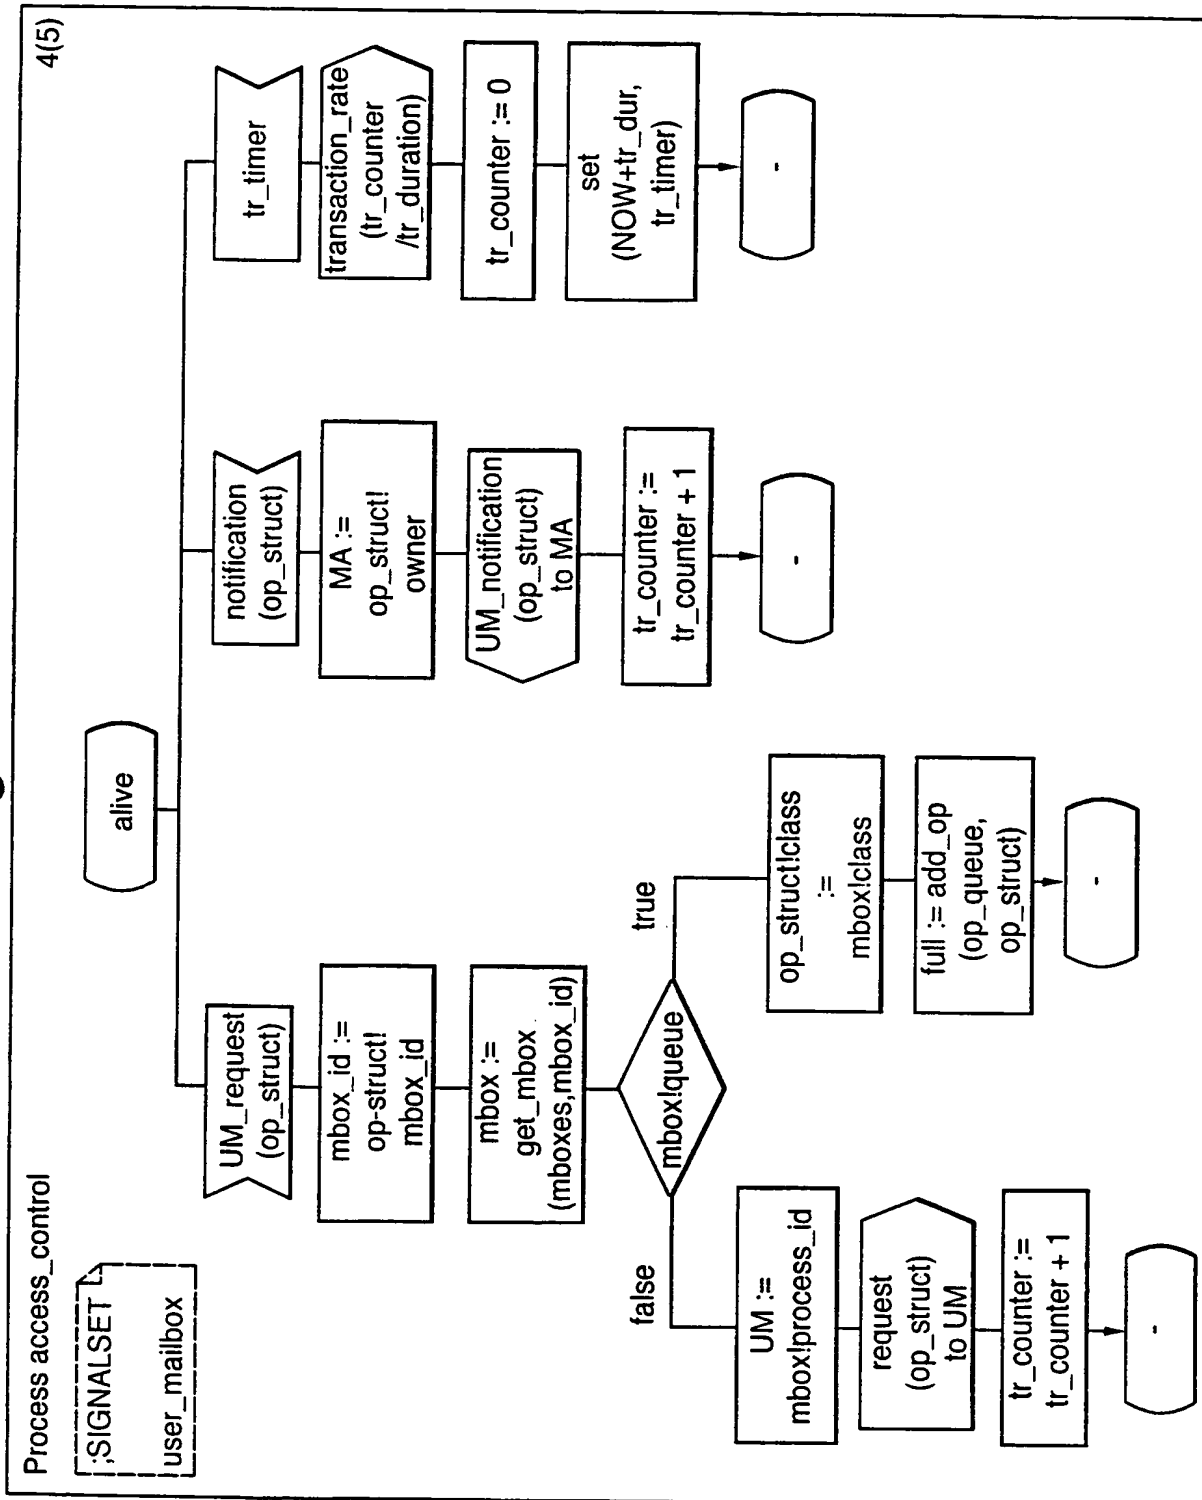 Process access_control
4(5)
;SIGNALSET
user_mailbox
alive
UM_request
(op_struct)
mbox_id :=
op-struct!
mbox_id
mbox :=
get_mbox
(mboxes,mbox_id)
mbox!queue
false
UM :=
mbox!process_id
request
(op_struct)
to UM
tr_counter :=
tr_counter + 1
-
true
op_struct!class
:=
mbox!class
full := add_op
(op_queue,
op_struct)
-
notification
(op_struct)
MA :=
op_struct!
owner
UM_notification
(op_struct)
to MA
tr_counter :=
tr_counter + 1
-
tr_timer
transaction_rate
(tr_counter
/tr_duration)
tr_counter := 0
set
(NOW+tr_dur,
tr_timer)
-